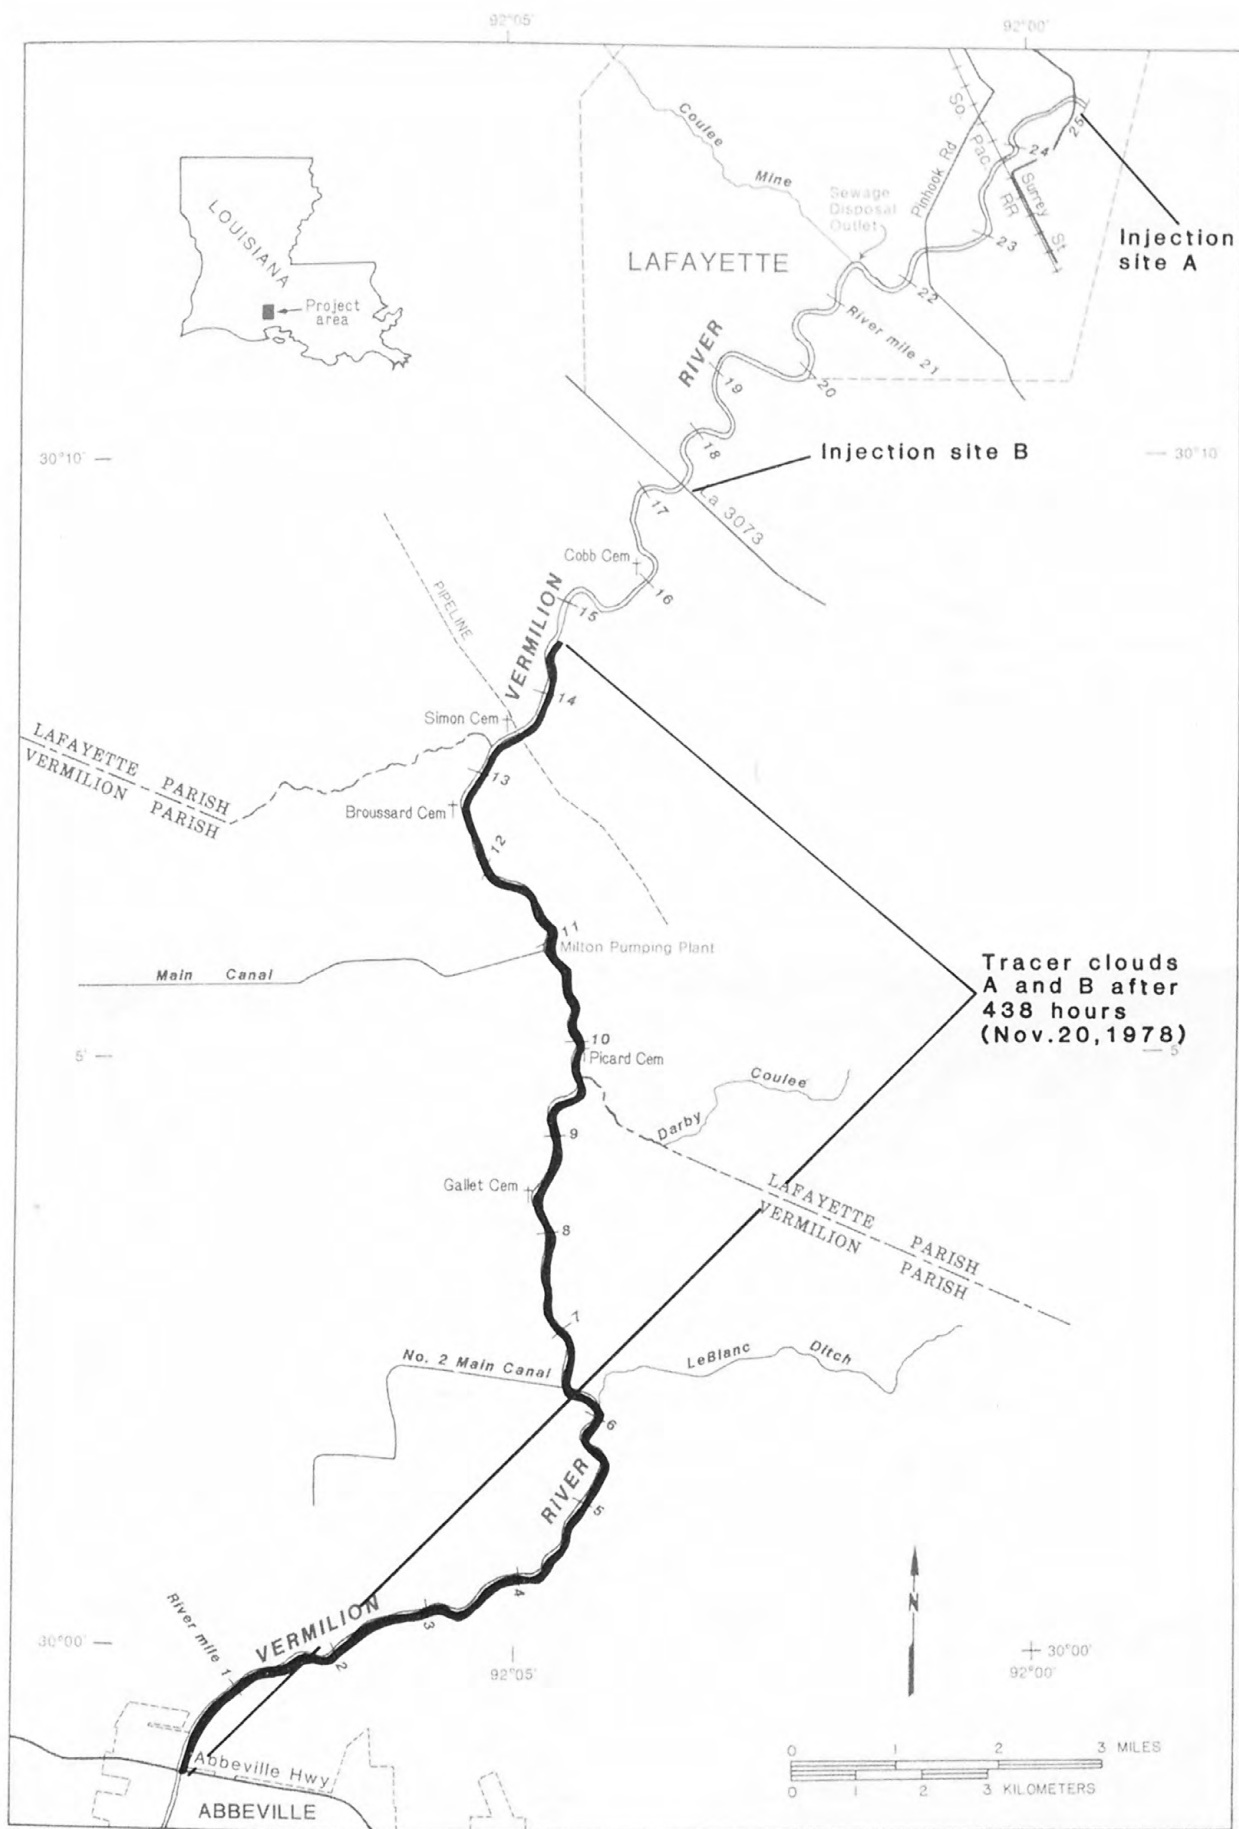 92°05'
92°00'
Coulee
Mine
So. Pac. RR
Pinhook Rd
Surrey St
25
24
23
22
Sewage
Disposal
Outlet
Injection
site A
LAFAYETTE
LOUISIANA
Project
area
River mile 21
20
19
RIVER
18
30°10'
Injection site B
30°10'
17
La 3073
Cobb Cem
16
15
PIPELINE
VERMILION
14
Simon Cem
13
LAFAYETTE PARISH
VERMILION PARISH
Broussard Cem
12
11
Milton Pumping Plant
Main Canal
Tracer clouds
A and B after
438 hours
(Nov.20,1978)
10
5'
Picard Cem
5'
Coulee
Darby
9
Gallet Cem
LAFAYETTE PARISH
VERMILION PARISH
8
7
No. 2 Main Canal
LeBlanc Ditch
6
RIVER
5
4
N
River mile 1
VERMILION
3
2
30°00'
92°05'
30°00'
92°00'
Abbeville Hwy
ABBEVILLE
0 1 2 3 MILES
0 1 2 3 KILOMETERS